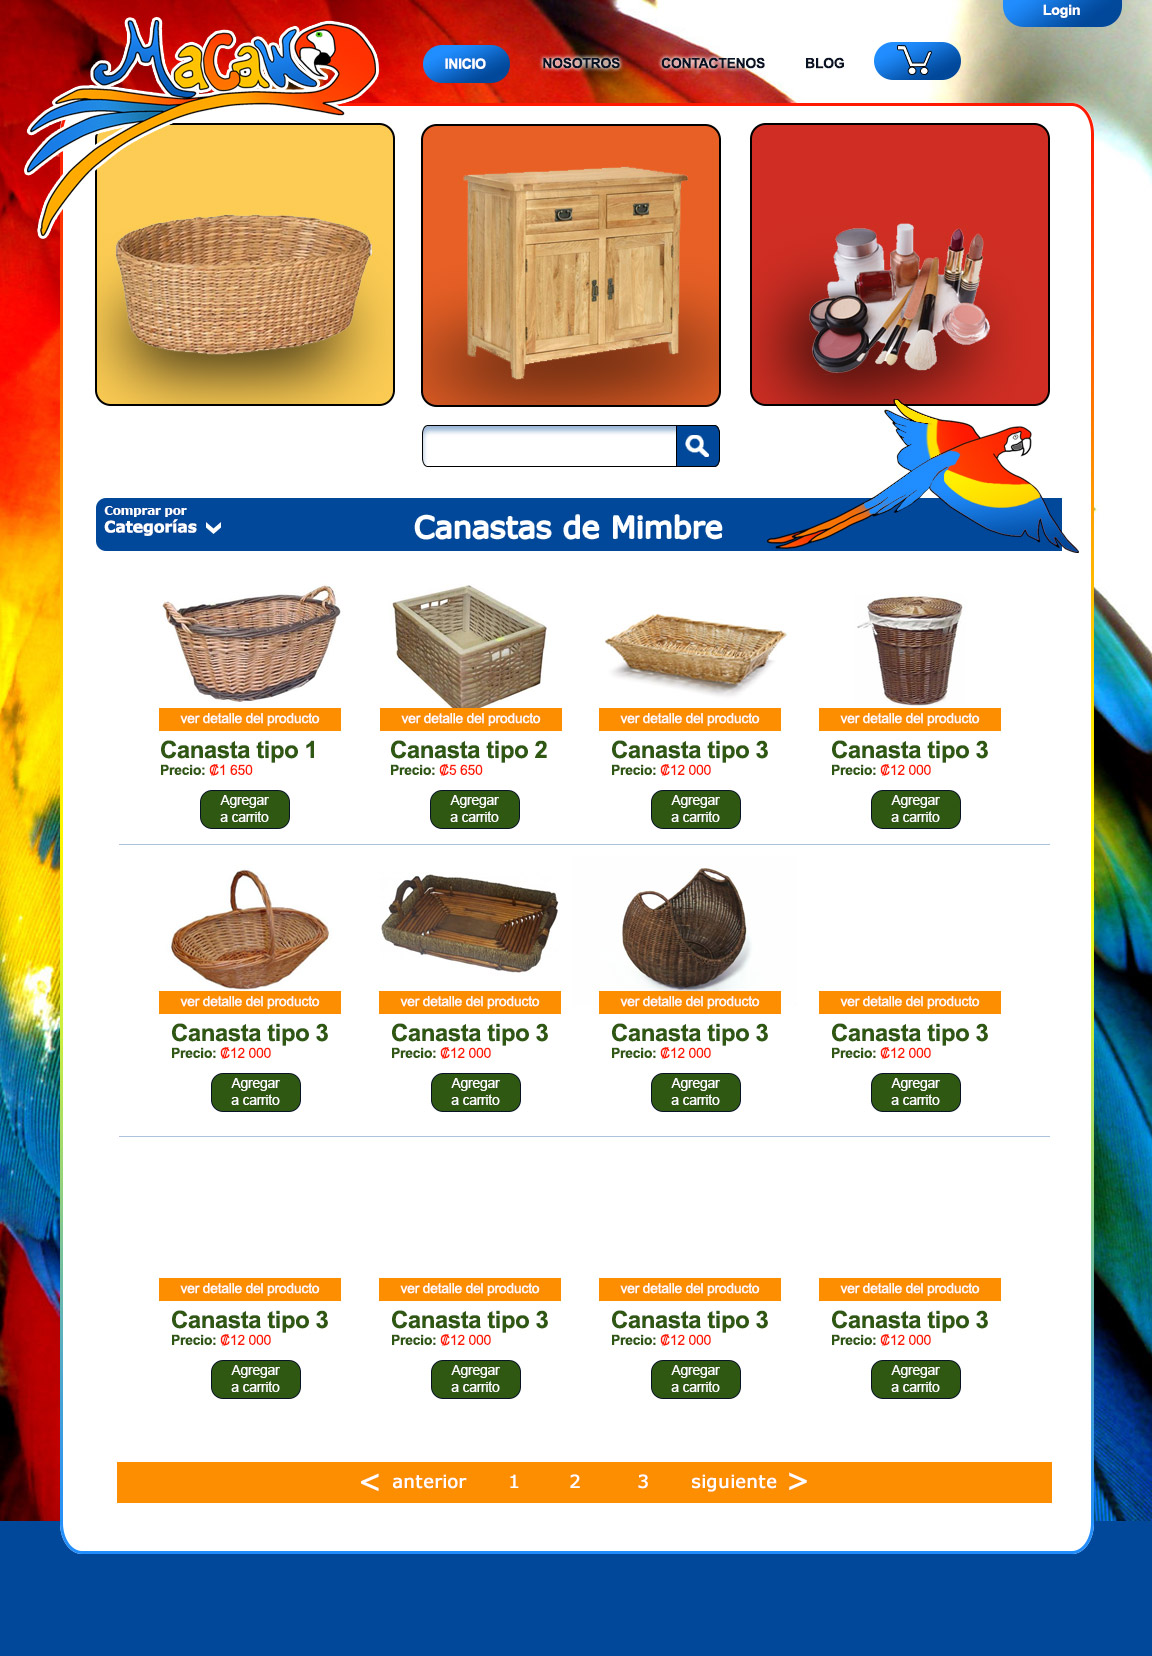 Login
MaCaW
INICIO
NOSOTROS
CONTACTENOS
BLOG
Comprar por
Categorías
Canastas de Mimbre
ver detalle del producto
ver detalle del producto
ver detalle del producto
ver detalle del producto
Canasta tipo 1
Canasta tipo 2
Canasta tipo 3
Canasta tipo 3
Precio: ₡1 650
Precio: ₡5 650
Precio: ₡12 000
Precio: ₡12 000
Agregar
a carrito
Agregar
a carrito
Agregar
a carrito
Agregar
a carrito
ver detalle del producto
ver detalle del producto
ver detalle del producto
ver detalle del producto
Canasta tipo 3
Canasta tipo 3
Canasta tipo 3
Canasta tipo 3
Precio: ₡12 000
Precio: ₡12 000
Precio: ₡12 000
Precio: ₡12 000
Agregar
a carrito
Agregar
a carrito
Agregar
a carrito
Agregar
a carrito
ver detalle del producto
ver detalle del producto
ver detalle del producto
ver detalle del producto
Canasta tipo 3
Canasta tipo 3
Canasta tipo 3
Canasta tipo 3
Precio: ₡12 000
Precio: ₡12 000
Precio: ₡12 000
Precio: ₡12 000
Agregar
a carrito
Agregar
a carrito
Agregar
a carrito
Agregar
a carrito
< anterior 1 2 3 siguiente >